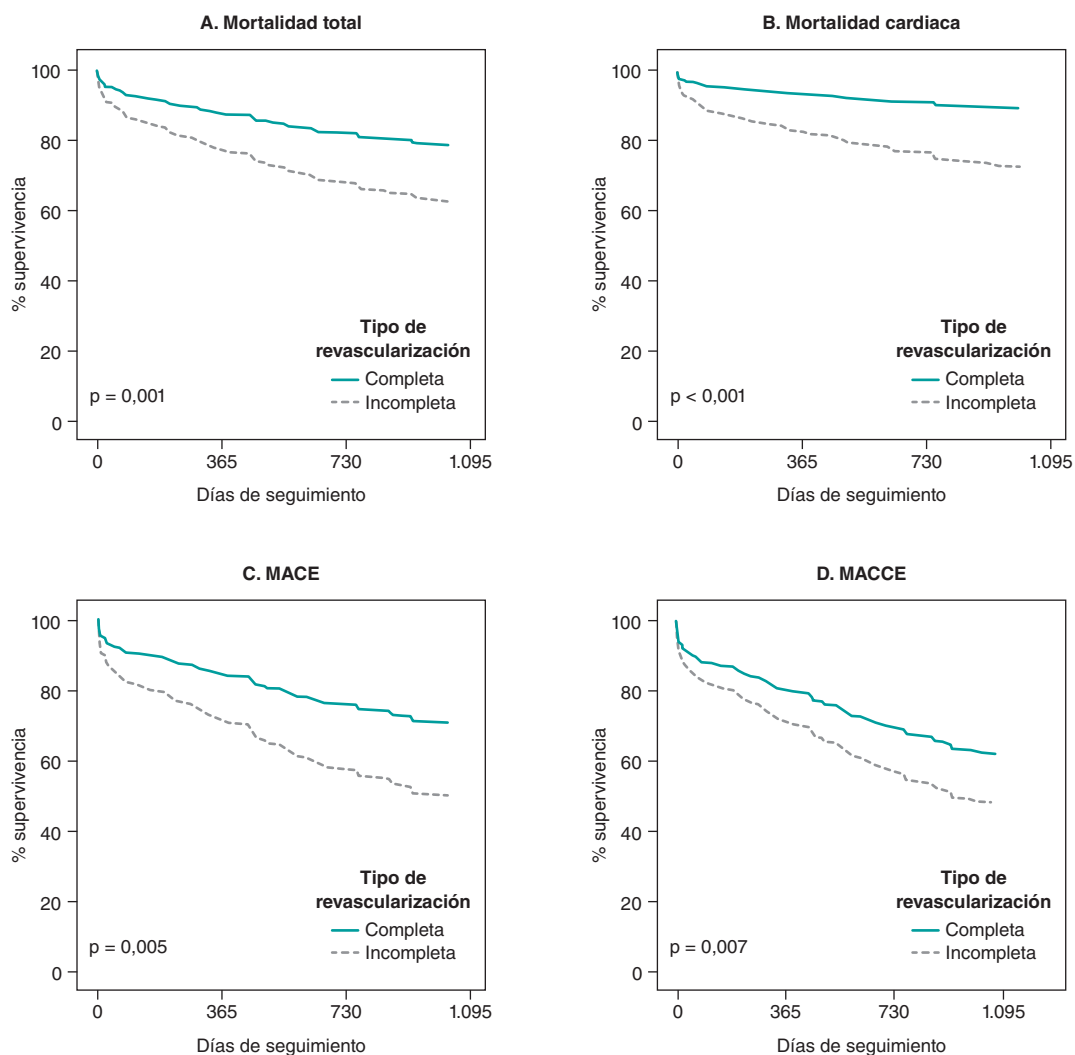 A. Mortalidad total
100
80
60
40
20
0
% supervivencia
Tipo de
revascularización
Completa
Incompleta
p = 0,001
0 365 730 1.095
Días de seguimiento
B. Mortalidad cardiaca
100
80
60
40
20
0
% supervivencia
Tipo de
revascularización
Completa
Incompleta
p < 0,001
0 365 730 1.095
Días de seguimiento
C. MACE
100
80
60
40
20
0
% supervivencia
Tipo de
revascularización
Completa
Incompleta
p = 0,005
0 365 730 1.095
Días de seguimiento
D. MACCE
100
80
60
40
20
0
% supervivencia
Tipo de
revascularización
Completa
Incompleta
p = 0,007
0 365 730 1.095
Días de seguimiento